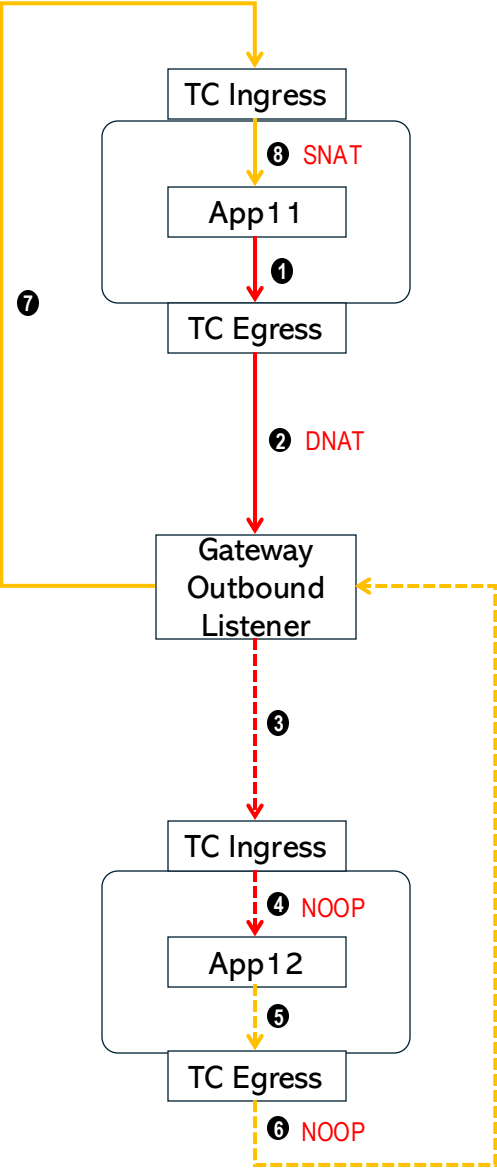 TC Ingress
8 SNAT
App11
1
7
TC Egress
2 DNAT
Gateway
Outbound
Listener
3
TC Ingress
4 NOOP
App12
5
TC Egress
6 NOOP